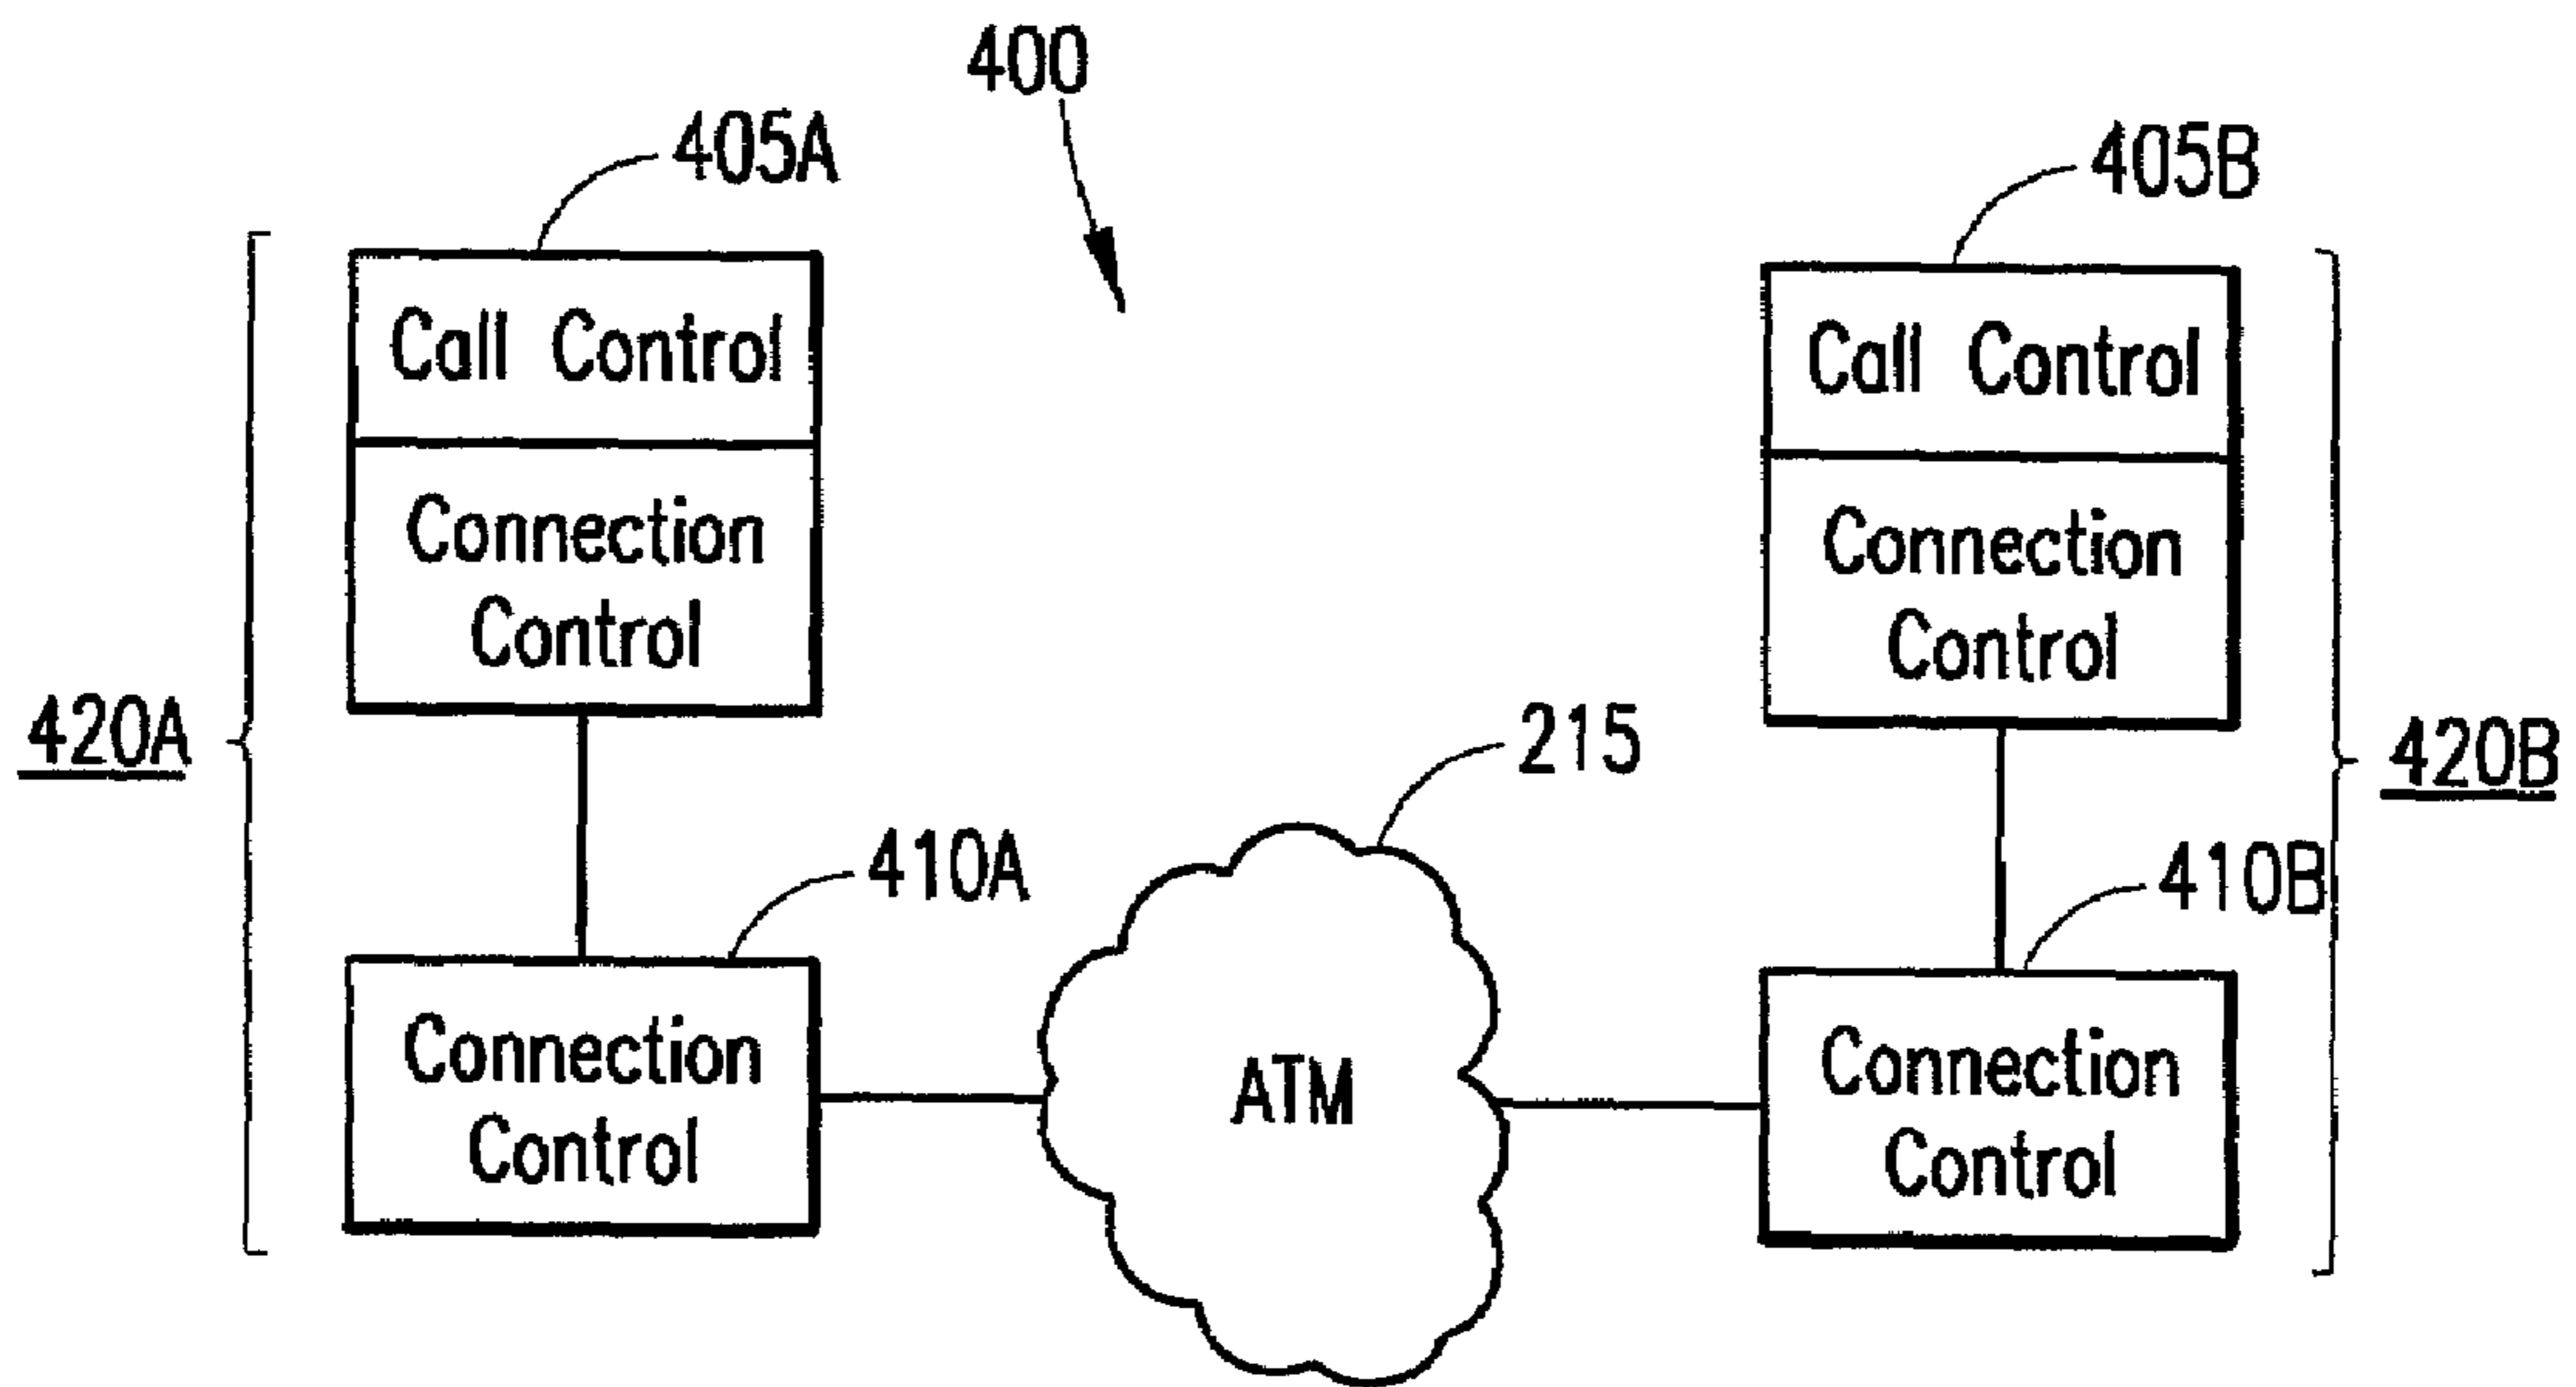 400
405A
405B
Call Control
Connection
Control
Call Control
Connection
Control
420A
420B
215
410A
410B
Connection
Control
ATM
Connection
Control